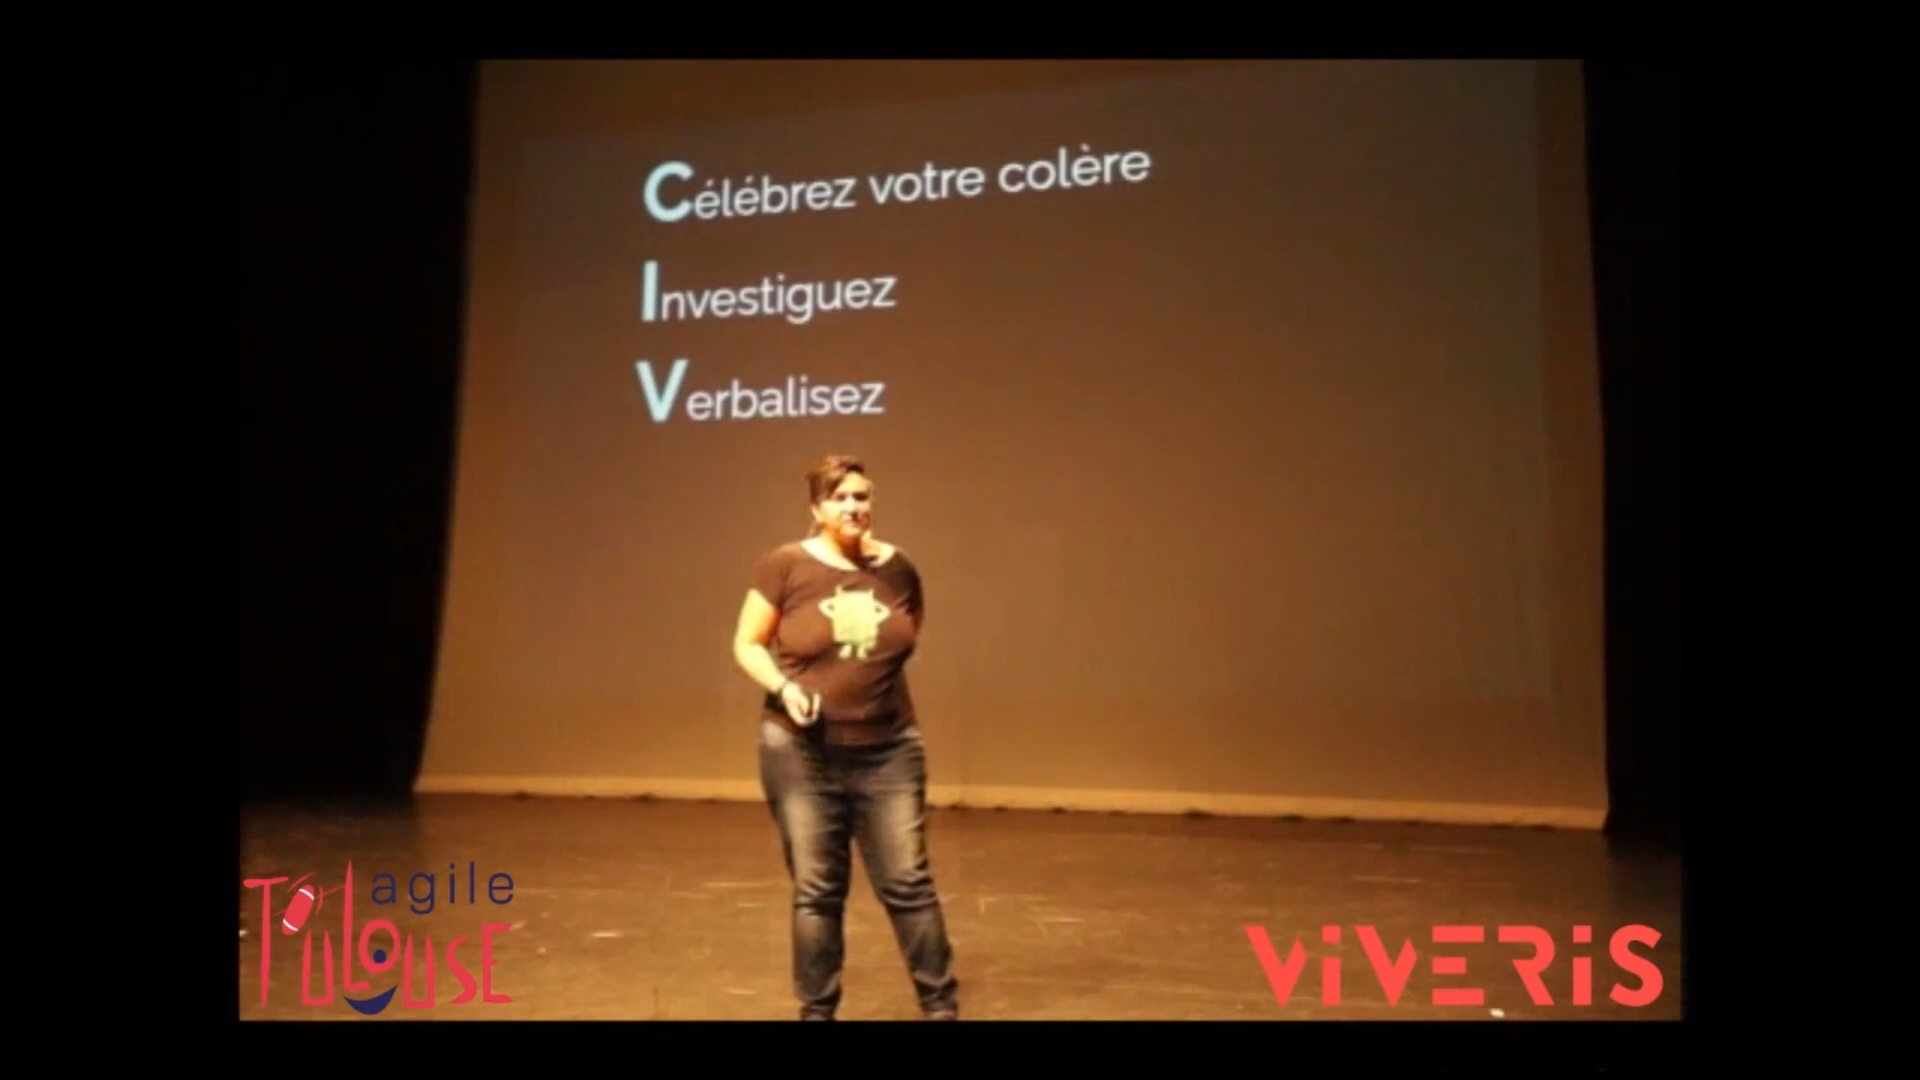 Célébrez votre colère
Investiguez
Verbalisez
agile
TOULOUSE
ViVERiS